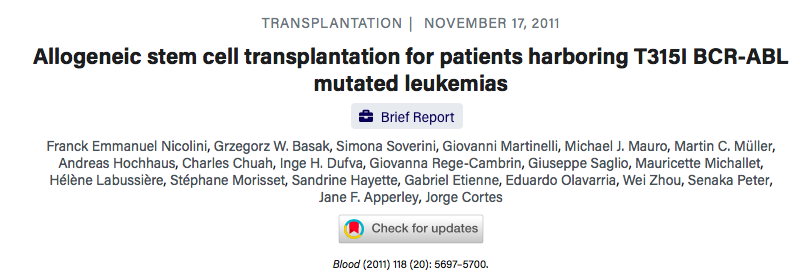 TRANSPLANTATION | NOVEMBER 17, 2011
Allogeneic stem cell transplantation for patients harboring T315I BCR-ABL
mutated leukemias
Brief Report
Franck Emmanuel Nicolini, Grzegorz W. Basak, Simona Soverini, Giovanni Martinelli, Michael J. Mauro, Martin C. Müller,
Andreas Hochhaus, Charles Chuah, Inge H. Dufva, Giovanna Rege-Cambrin, Giuseppe Saglio, Mauricette Michallet,
Hélène Labussière, Stéphane Morisset, Sandrine Hayette, Gabriel Etienne, Eduardo Olavarria, Wei Zhou, Senaka Peter,
Jane F. Apperley, Jorge Cortes
Check for updates
Blood (2011) 118 (20): 5697–5700.